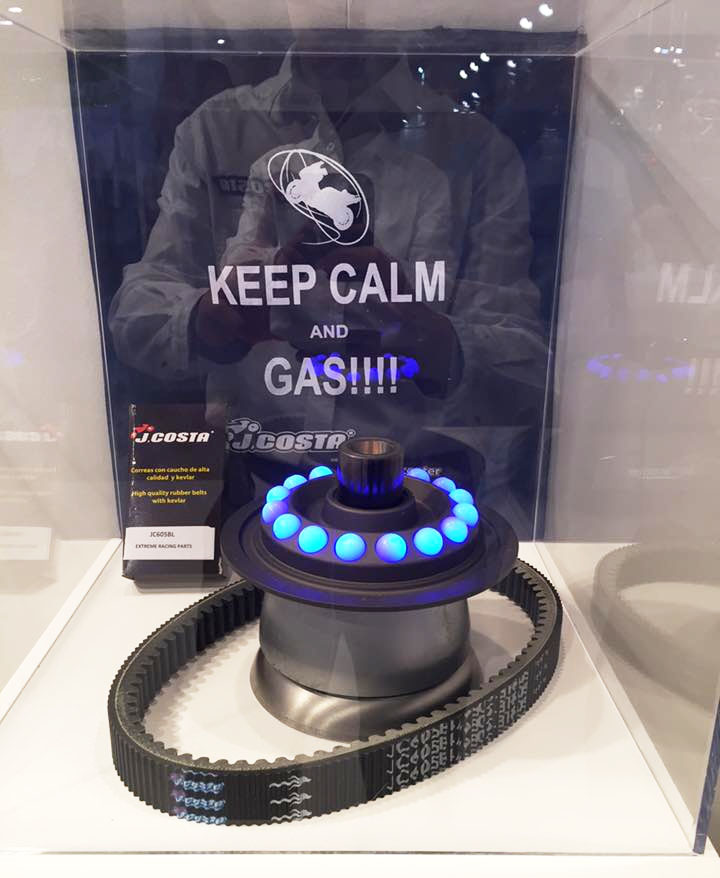 KEEP CALM
AND
GAS!!!!
J.COSTA®
J.COSTA®
Correas con caucho de alta
calidad y kevlar
High quality rubber belts
with kevlar
JC605BL
EXTREME RACING PARTS